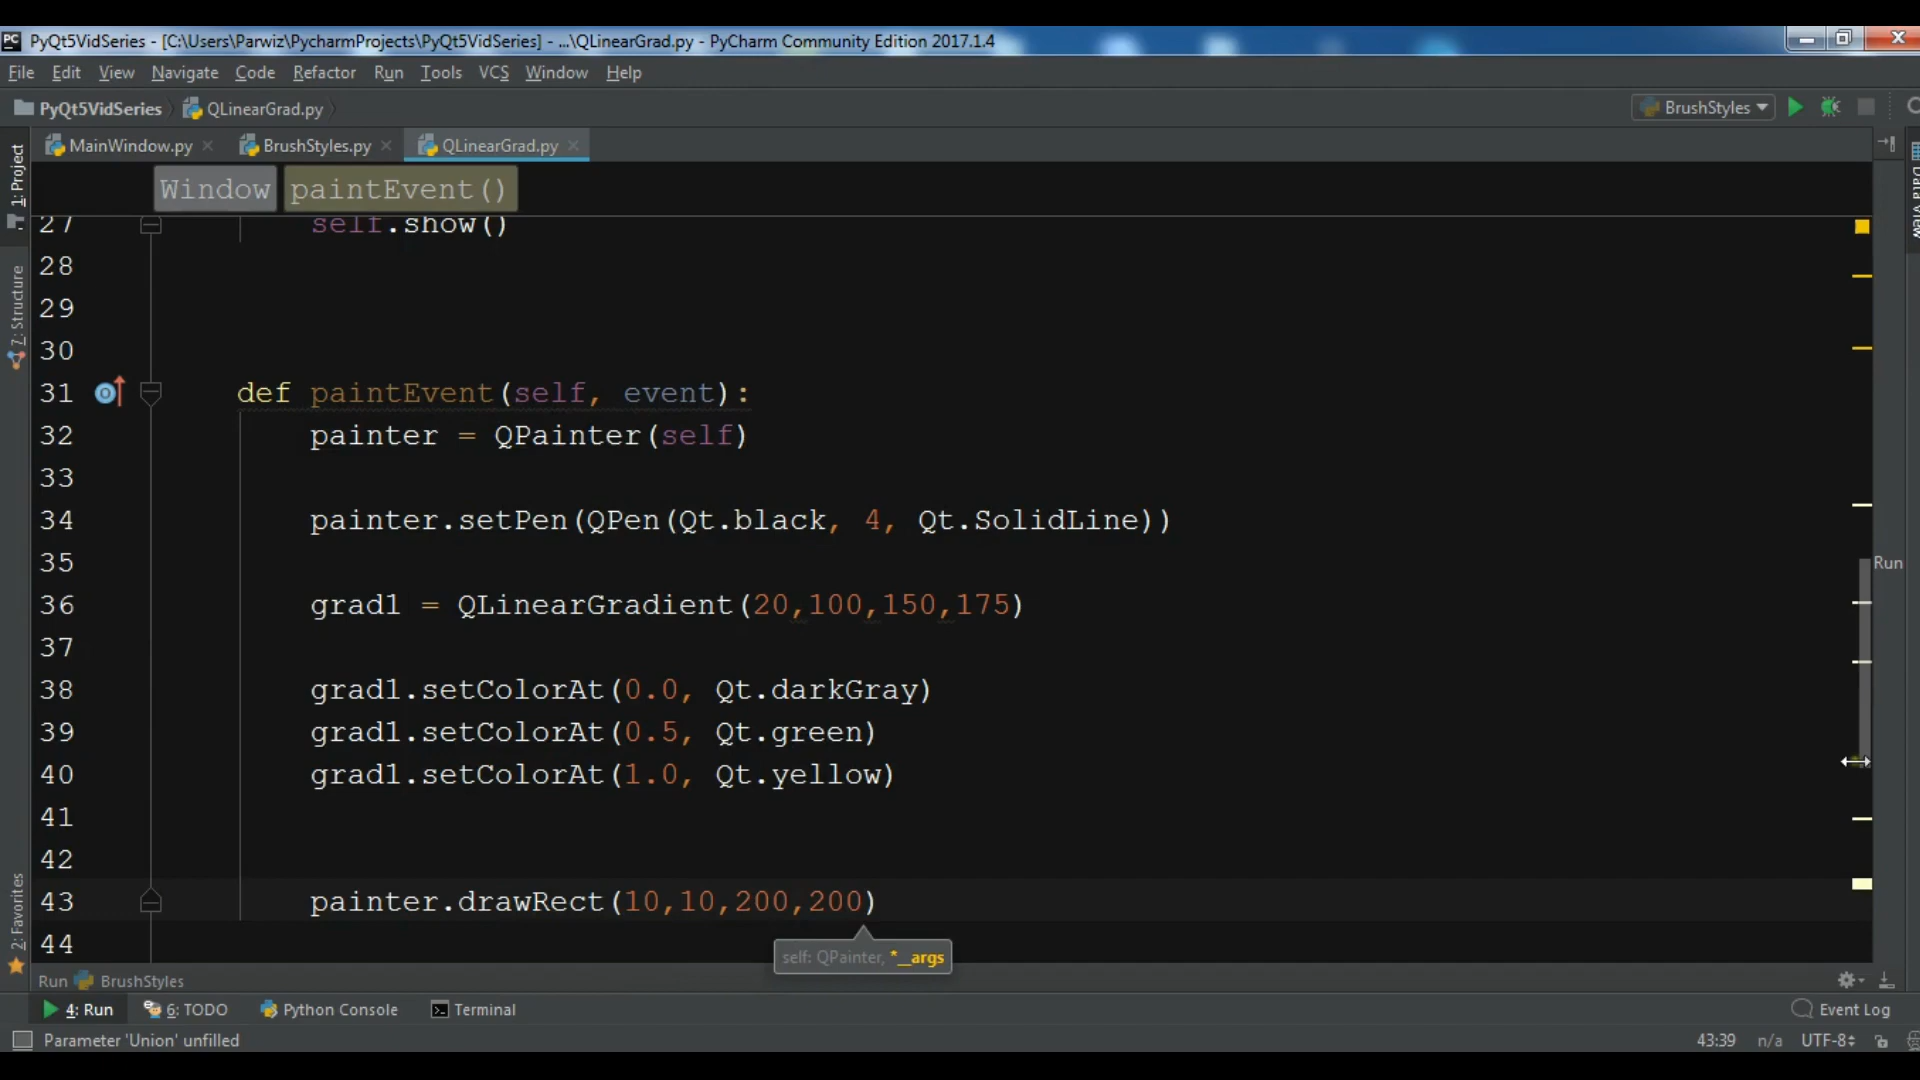 PC PyQt5VidSeries - [C:\Users\Parwiz\PycharmProjects\PyQt5VidSeries] - ...\QLinearGrad.py - PyCharm Community Edition 2017.1.4
File Edit View Navigate Code Refactor Run Tools VCS Window Help
PyQt5VidSeries QLinearGrad.py BrushStyles
MainWindow.py BrushStyles.py QLinearGrad.py
1: Project
7: Structure
2: Favorites
Data View
Window paintEvent()
27 self.show()
28
29
30
31 def paintEvent(self, event):
32 painter = QPainter(self)
33
34 painter.setPen(QPen(Qt.black, 4, Qt.SolidLine))
35
Run
36 grad1 = QLinearGradient(20,100,150,175)
37
38 grad1.setColorAt(0.0, Qt.darkGray)
39 grad1.setColorAt(0.5, Qt.green)
40 grad1.setColorAt(1.0, Qt.yellow)
41
42
43 painter.drawRect(10,10,200,200)
44
self: QPainter, *__args
Run BrushStyles
4: Run 6: TODO Python Console Terminal Event Log
Parameter 'Union' unfilled 43:39 n/a UTF-8